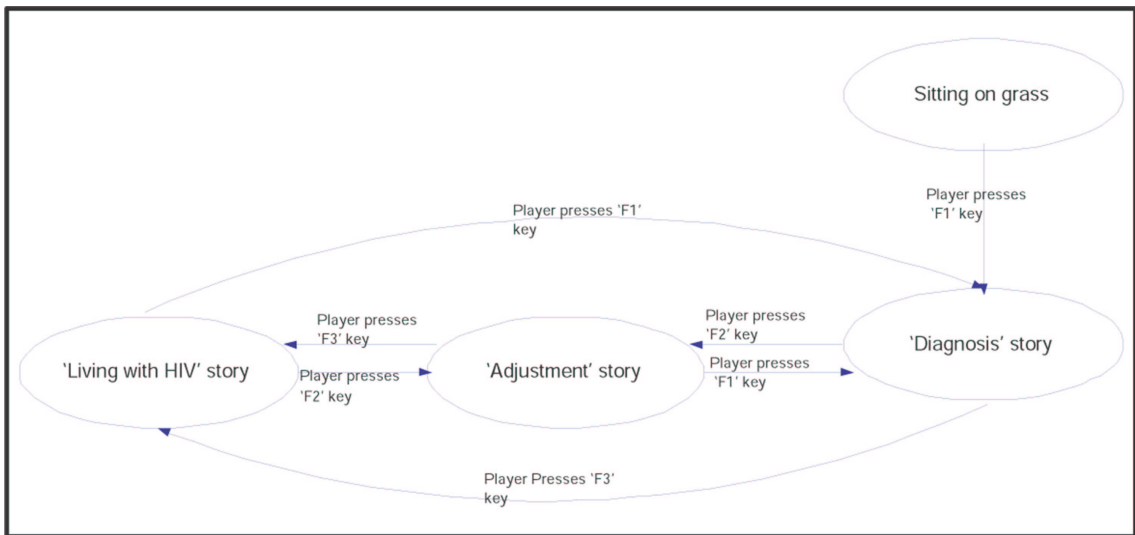 Sitting on grass
Player presses
'F1' key
Player presses 'F1'
key
Player presses
'F3' key
Player presses
'F2' key
'Living with HIV' story
'Adjustment' story
'Diagnosis' story
Player presses
'F2' key
Player presses
'F1' key
Player Presses 'F3'
key